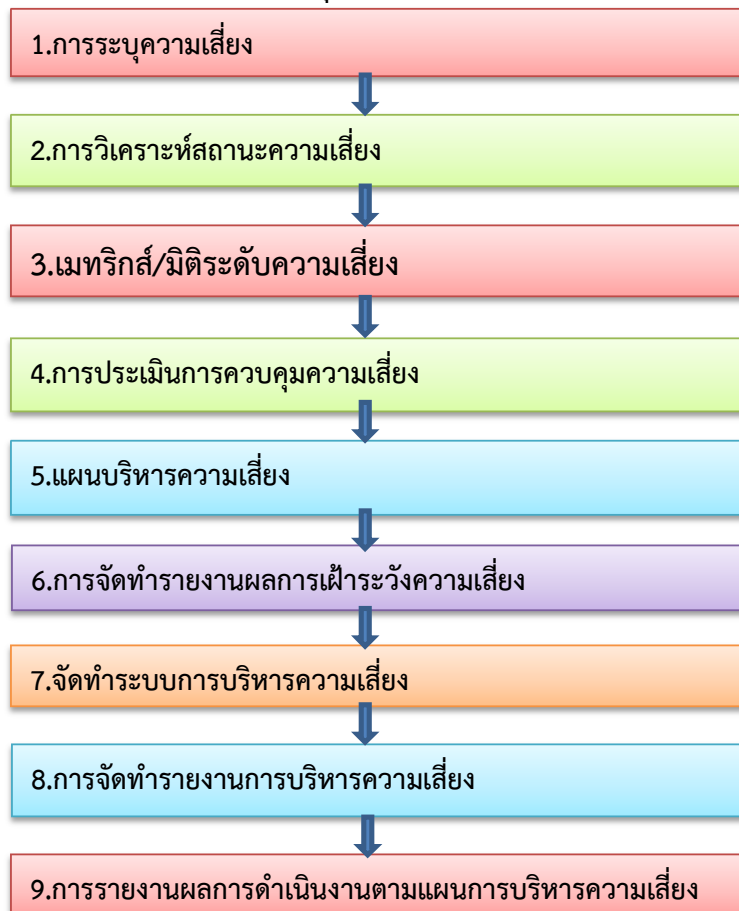 1.การระบุความเสี่ยง
2.การวิเคราะห์สถานะความเสี่ยง
3.เมทริกส์/มิติระดับความเสี่ยง
4.การประเมินการควบคุมความเสี่ยง
5.แผนบริหารความเสี่ยง
6.การจัดทำรายงานผลการเฝ้าระวังความเสี่ยง
7.จัดทำระบบการบริหารความเสี่ยง
8.การจัดทำรายงานการบริหารความเสี่ยง
9.การรายงานผลการดำเนินงานตามแผนการบริหารความเสี่ยง